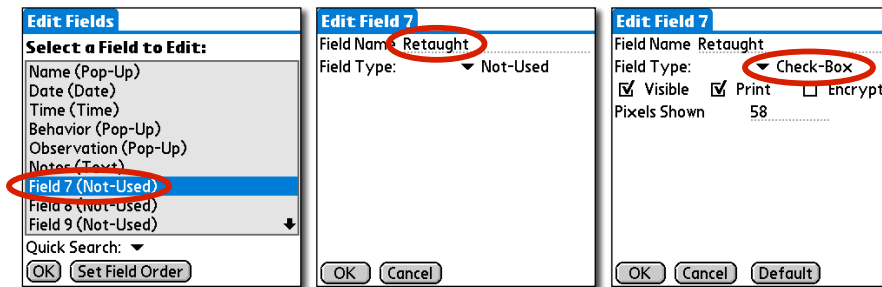 Edit Fields
Select a Field to Edit:
Name (Pop-Up)
Date (Date)
Time (Time)
Behavior (Pop-Up)
Observation (Pop-Up)
Notes (Text)
Field 7 (Not-Used)
Field 8 (Not-Used)
Field 9 (Not-Used)
Quick Search:
OK Set Field Order
Edit Field 7
Field Name Retaught
Field Type: Not-Used
OK Cancel
Edit Field 7
Field Name Retaught
Field Type: Check-Box
Visible Print Encrypt
Pixels Shown 58
OK Cancel Default